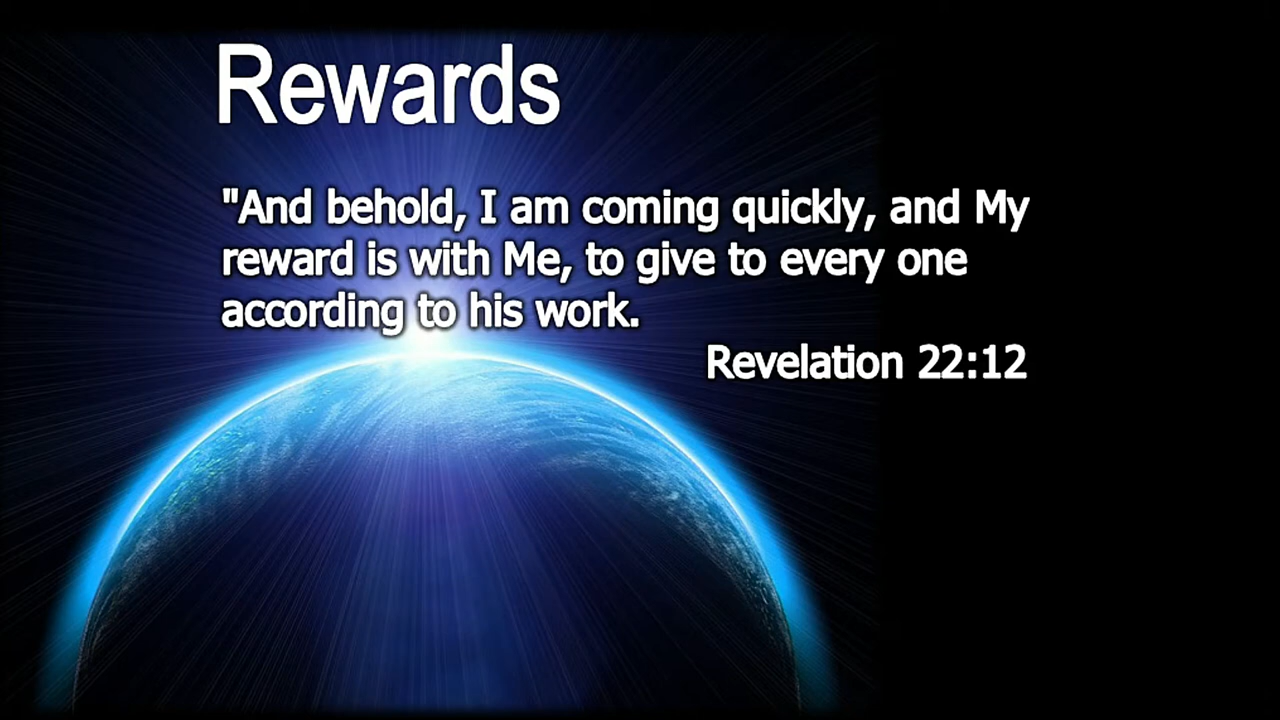 Rewards
"And behold, I am coming quickly, and My
reward is with Me, to give to every one
according to his work.
Revelation 22:12